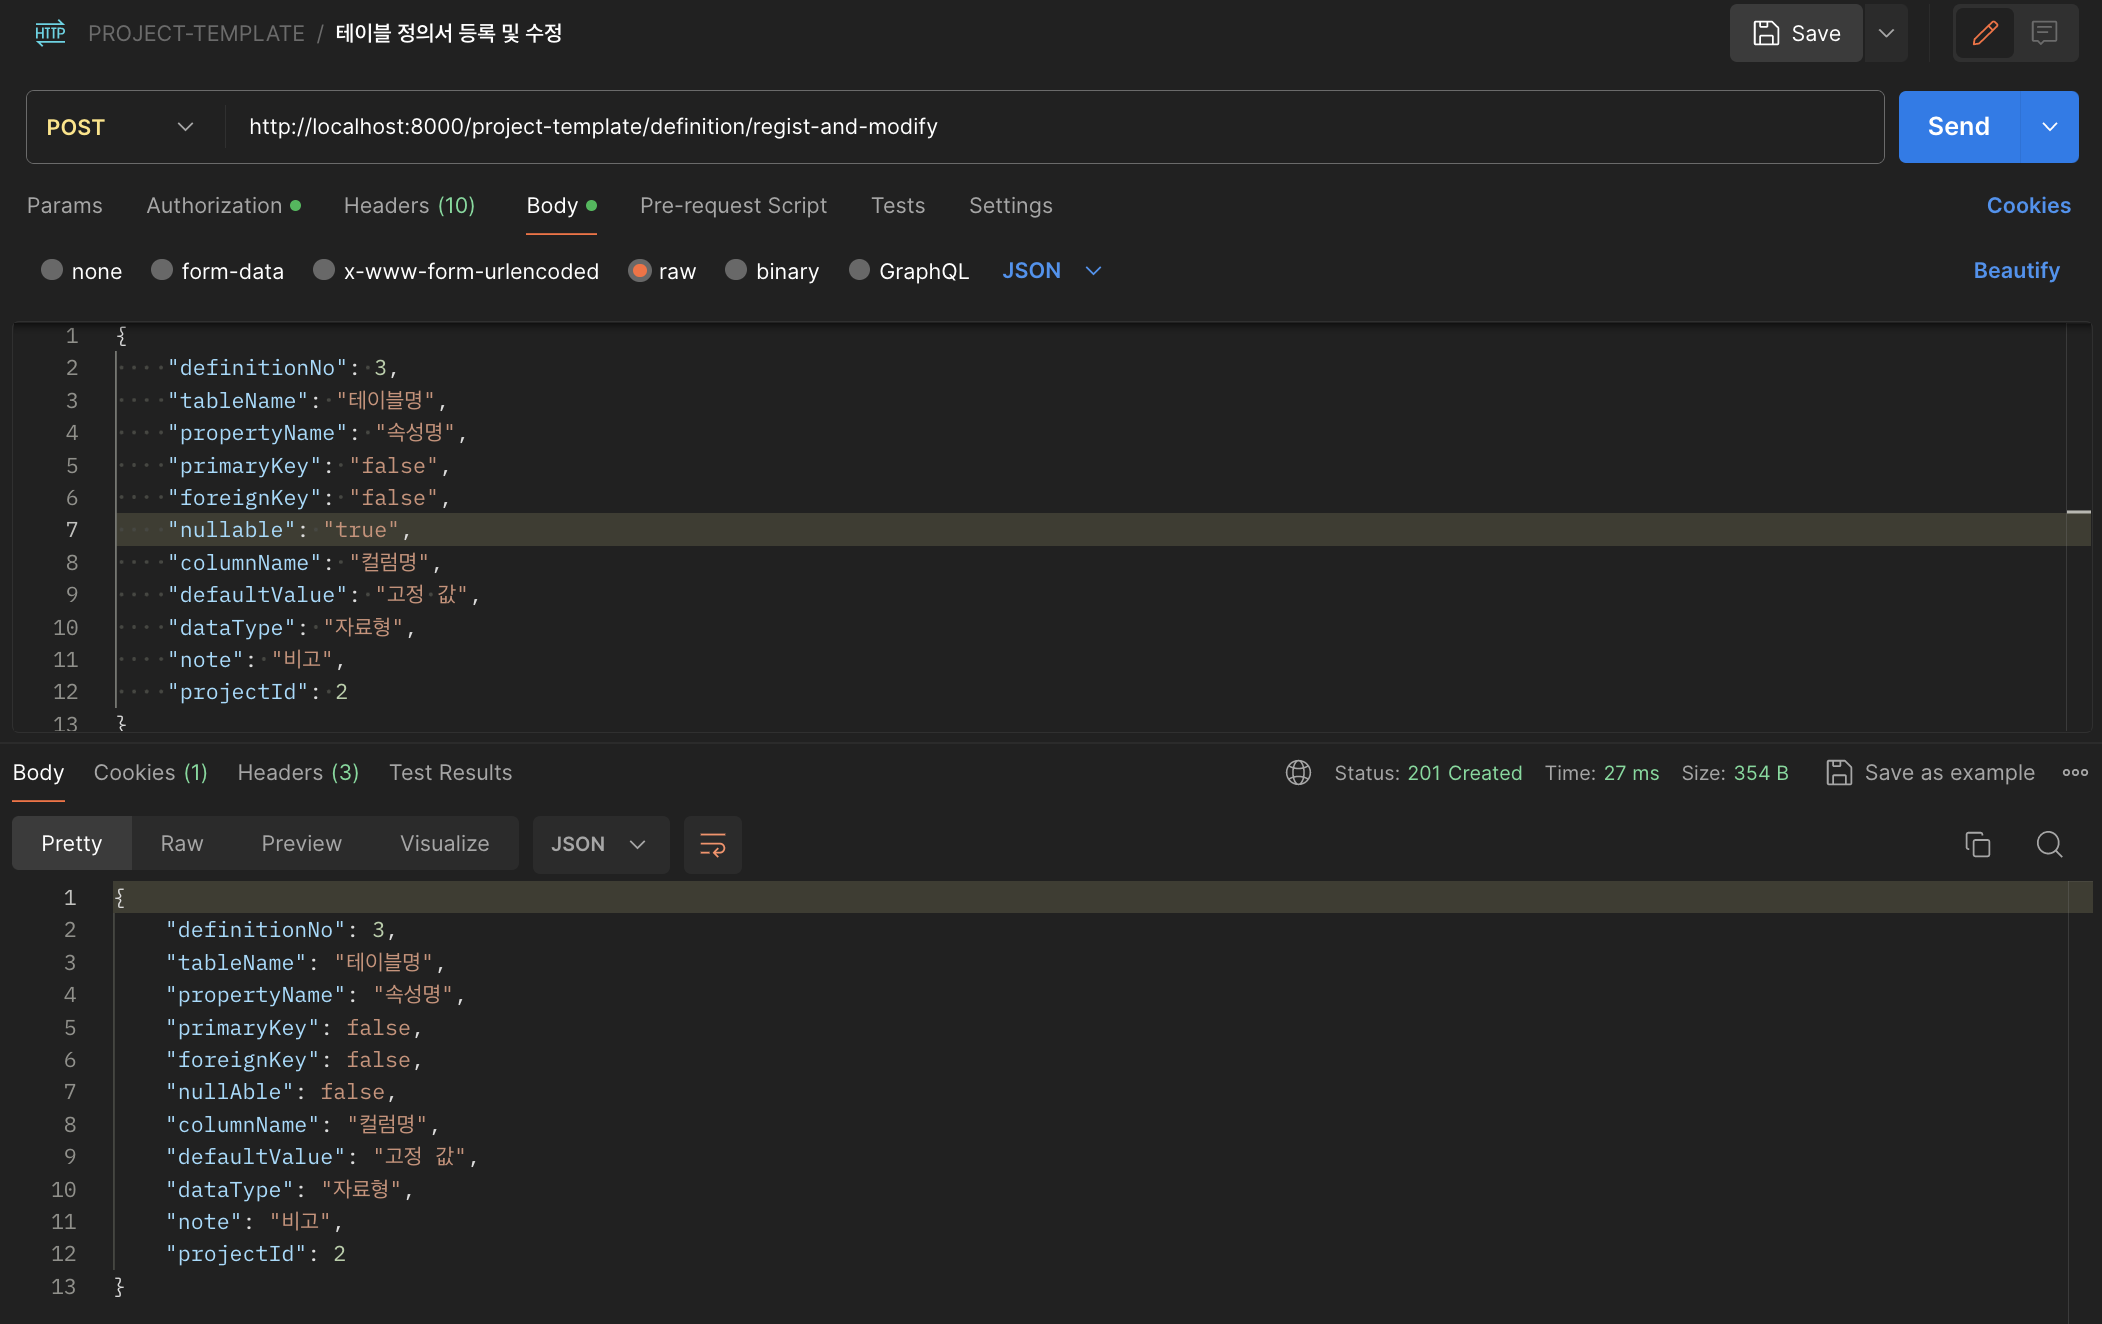 HTTP PROJECT-TEMPLATE / 테이블 정의서 등록 및 수정 Save
POST http://localhost:8000/project-template/definition/regist-and-modify Send
Params Authorization Headers (10) Body Pre-request Script Tests Settings Cookies
none form-data x-www-form-urlencoded raw binary GraphQL JSON Beautify
1 {
2 "definitionNo": 3,
3 "tableName": "테이블명",
4 "propertyName": "속성명",
5 "primaryKey": "false",
6 "foreignKey": "false",
7 "nullable": "true",
8 "columnName": "컬럼명",
9 "defaultValue": "고정 값",
10 "dataType": "자료형",
11 "note": "비고",
12 "projectId": 2
13 }
Body Cookies (1) Headers (3) Test Results Status: 201 Created Time: 27 ms Size: 354 B Save as example
Pretty Raw Preview Visualize JSON
1 {
2 "definitionNo": 3,
3 "tableName": "테이블명",
4 "propertyName": "속성명",
5 "primaryKey": false,
6 "foreignKey": false,
7 "nullAble": false,
8 "columnName": "컬럼명",
9 "defaultValue": "고정 값",
10 "dataType": "자료형",
11 "note": "비고",
12 "projectId": 2
13 }